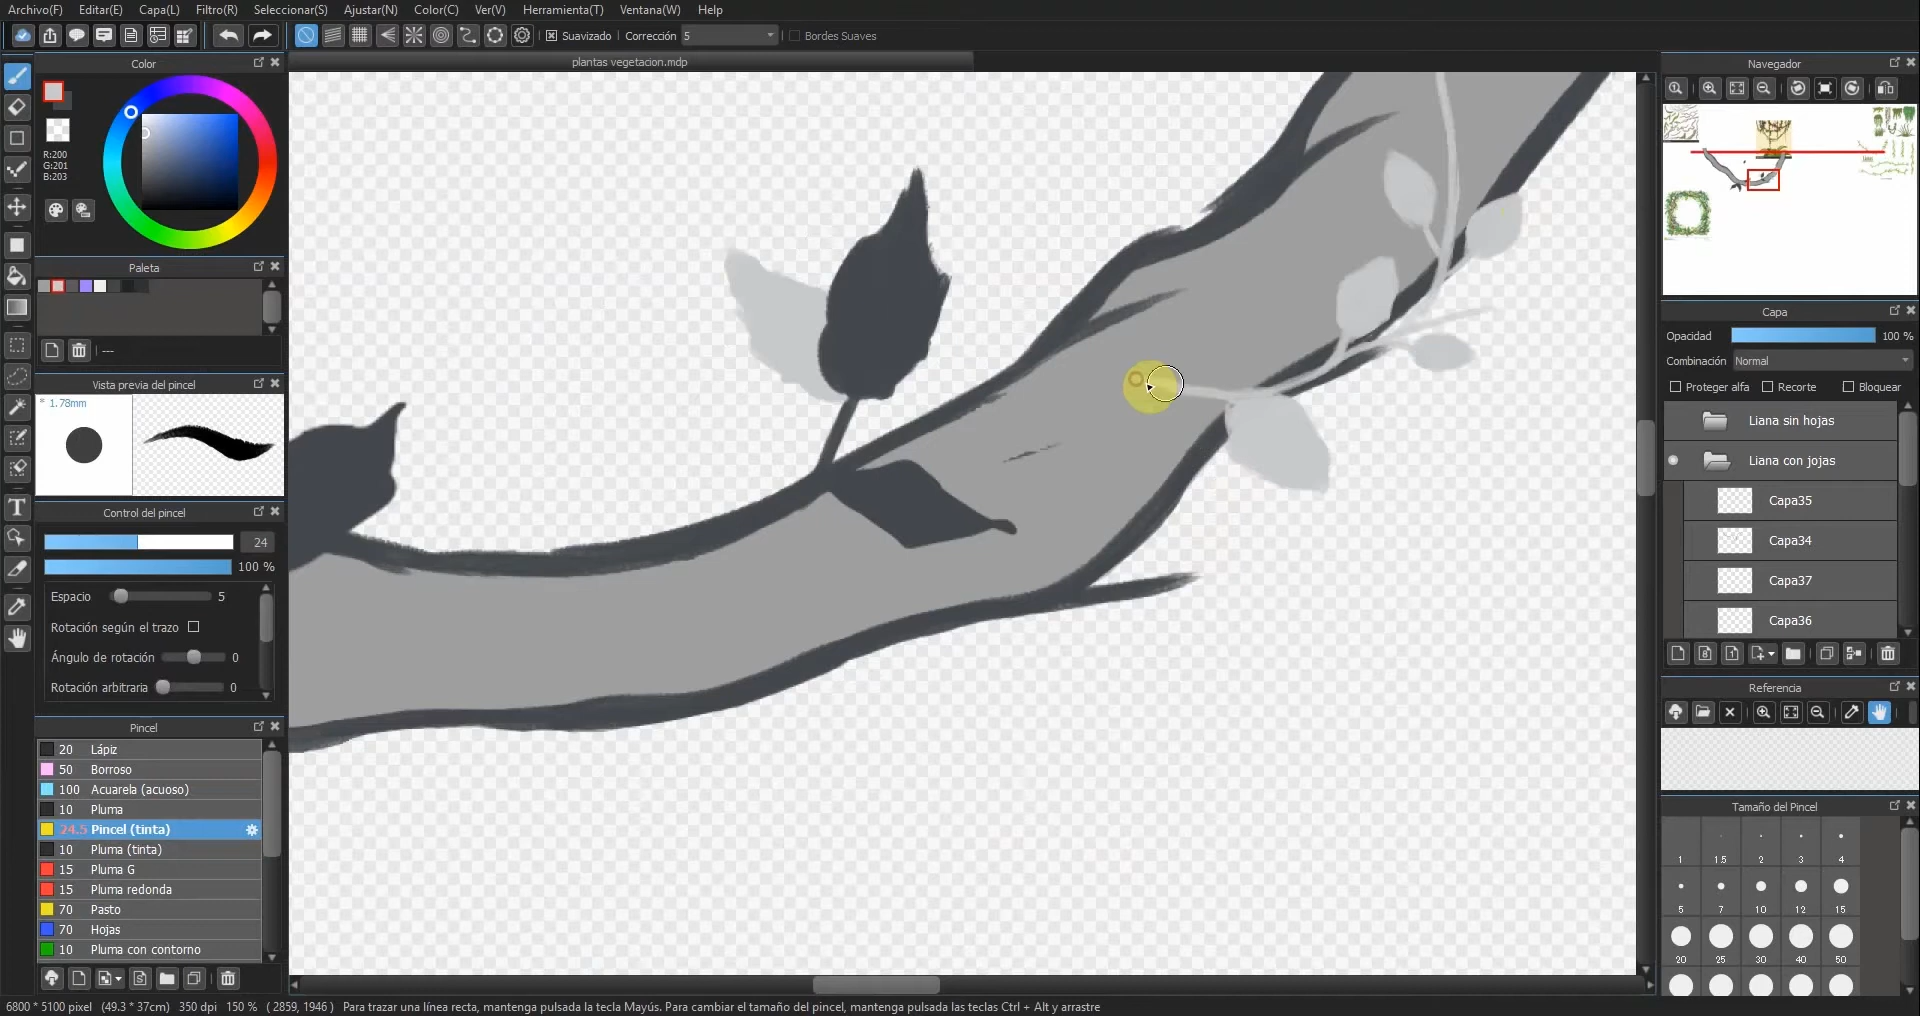 Archivo(F) Editar(E) Capa(L) Filtro(R) Seleccionar(S) Ajustar(N) Color(C) Ver(V) Herramienta(T) Ventana(W) Help
Suavizado Corrección 5 Bordes Suaves
Color
plantas vegetacion.mdp
Navegador
R:200
G:201
B:203
Paleta
---
Vista previa del pincel
* 1.78mm
Control del pincel
24
100 %
Espacio 5
Rotación según el trazo
Ángulo de rotación 0
Rotación arbitraria 0
Pincel
20 Lápiz
50 Borroso
100 Acuarela (acuoso)
10 Pluma
24.5 Pincel (tinta)
10 Pluma (tinta)
15 Pluma G
15 Pluma redonda
70 Pasto
70 Hojas
10 Pluma con contorno
Capa
Opacidad 100 %
Combinación Normal
Proteger alfa Recorte Bloquear
Liana sin hojas
Liana con jojas
Capa35
Capa34
Capa37
Capa36
Referencia
Tamaño del Pincel
1 1.5 2 3 4
5 7 10 12 15
20 25 30 40 50
6800 * 5100 pixel (49.3 * 37cm) 350 dpi 150 % ( 2859, 1946 ) Para trazar una línea recta, mantenga pulsada la tecla Mayús. Para cambiar el tamaño del pincel, mantenga pulsada las teclas Ctrl + Alt y arrastre